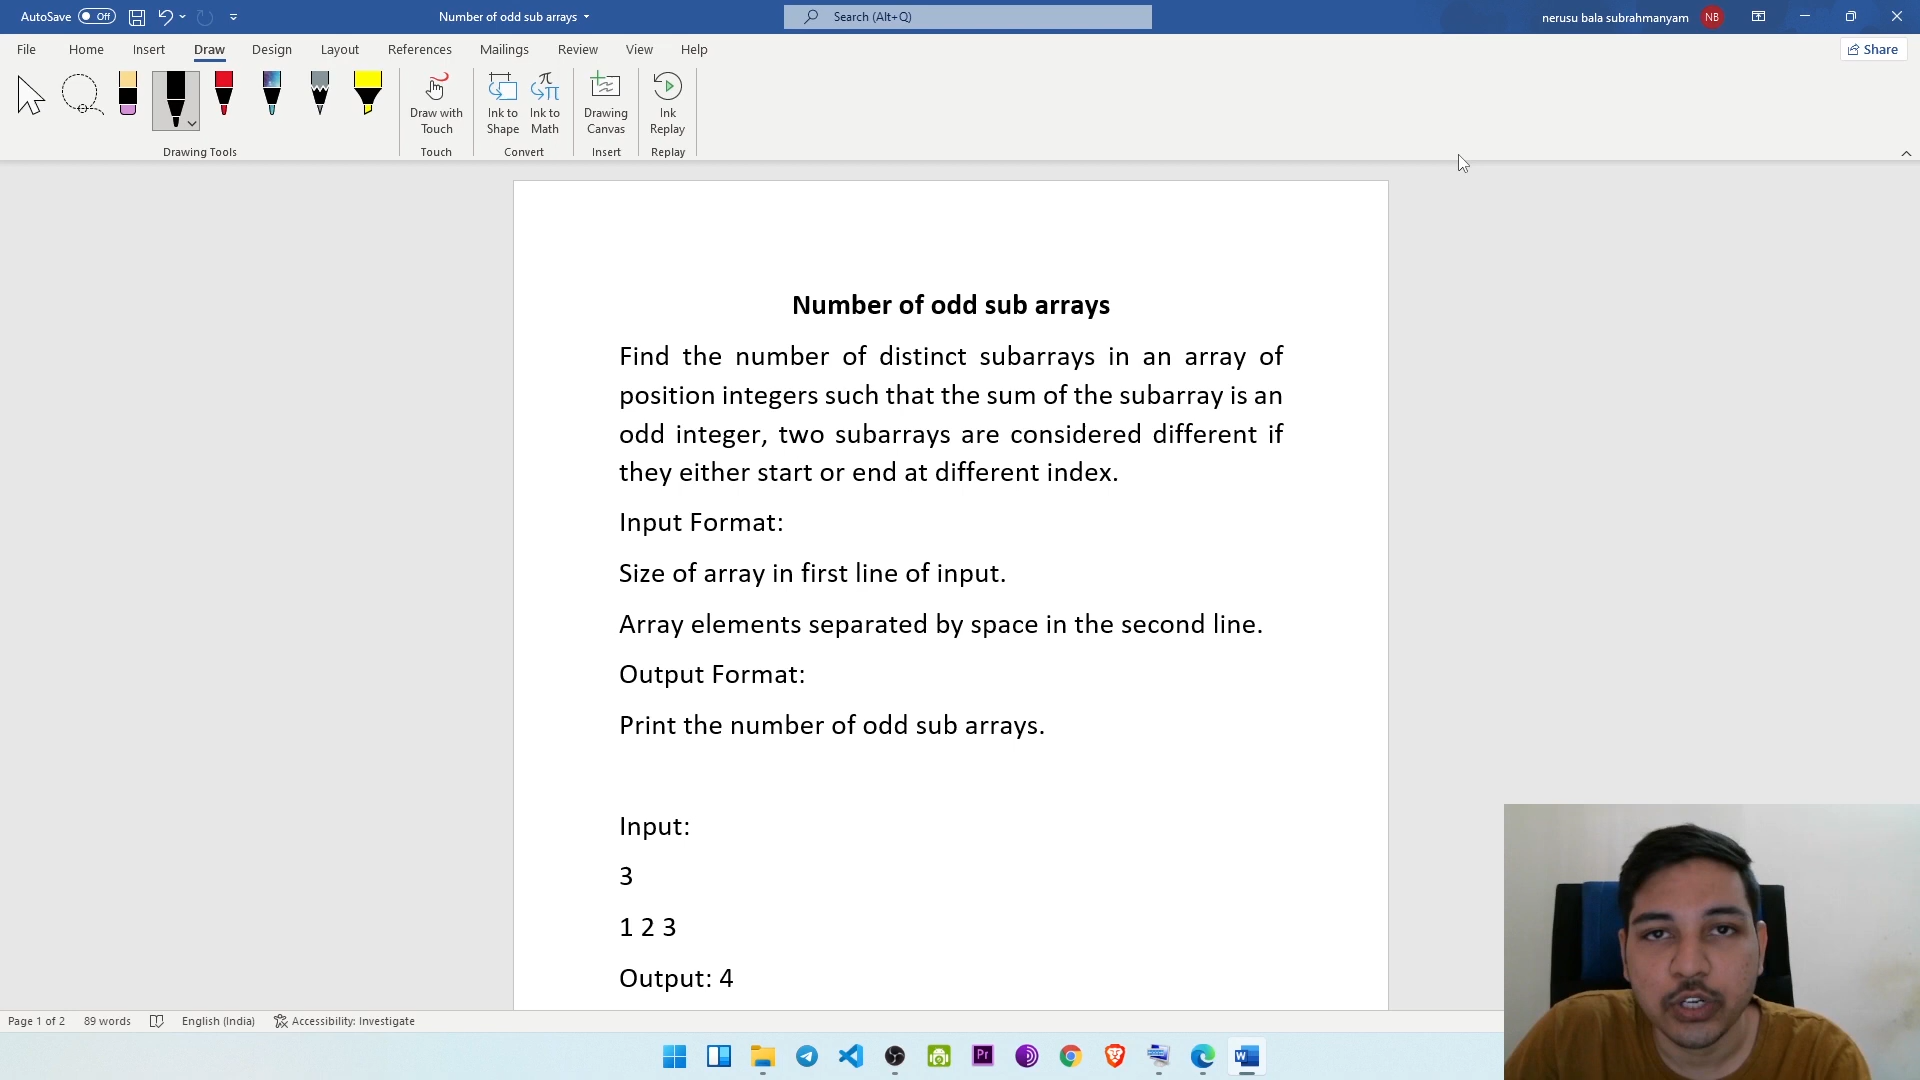 AutoSave Off Number of odd sub arrays Search (Alt+Q) nerusu bala subrahmanyam NB
File Home Insert Draw Design Layout References Mailings Review View Help Share
Draw with Touch Ink to Shape Ink to Math Drawing Canvas Ink Replay
Drawing Tools Touch Convert Insert Replay
Number of odd sub arrays
Find the number of distinct subarrays in an array of
position integers such that the sum of the subarray is an
odd integer, two subarrays are considered different if
they either start or end at different index.
Input Format:
Size of array in first line of input.
Array elements separated by space in the second line.
Output Format:
Print the number of odd sub arrays.
Input:
3
1 2 3
Output: 4
Page 1 of 2 89 words English (India) Accessibility: Investigate
Pr W